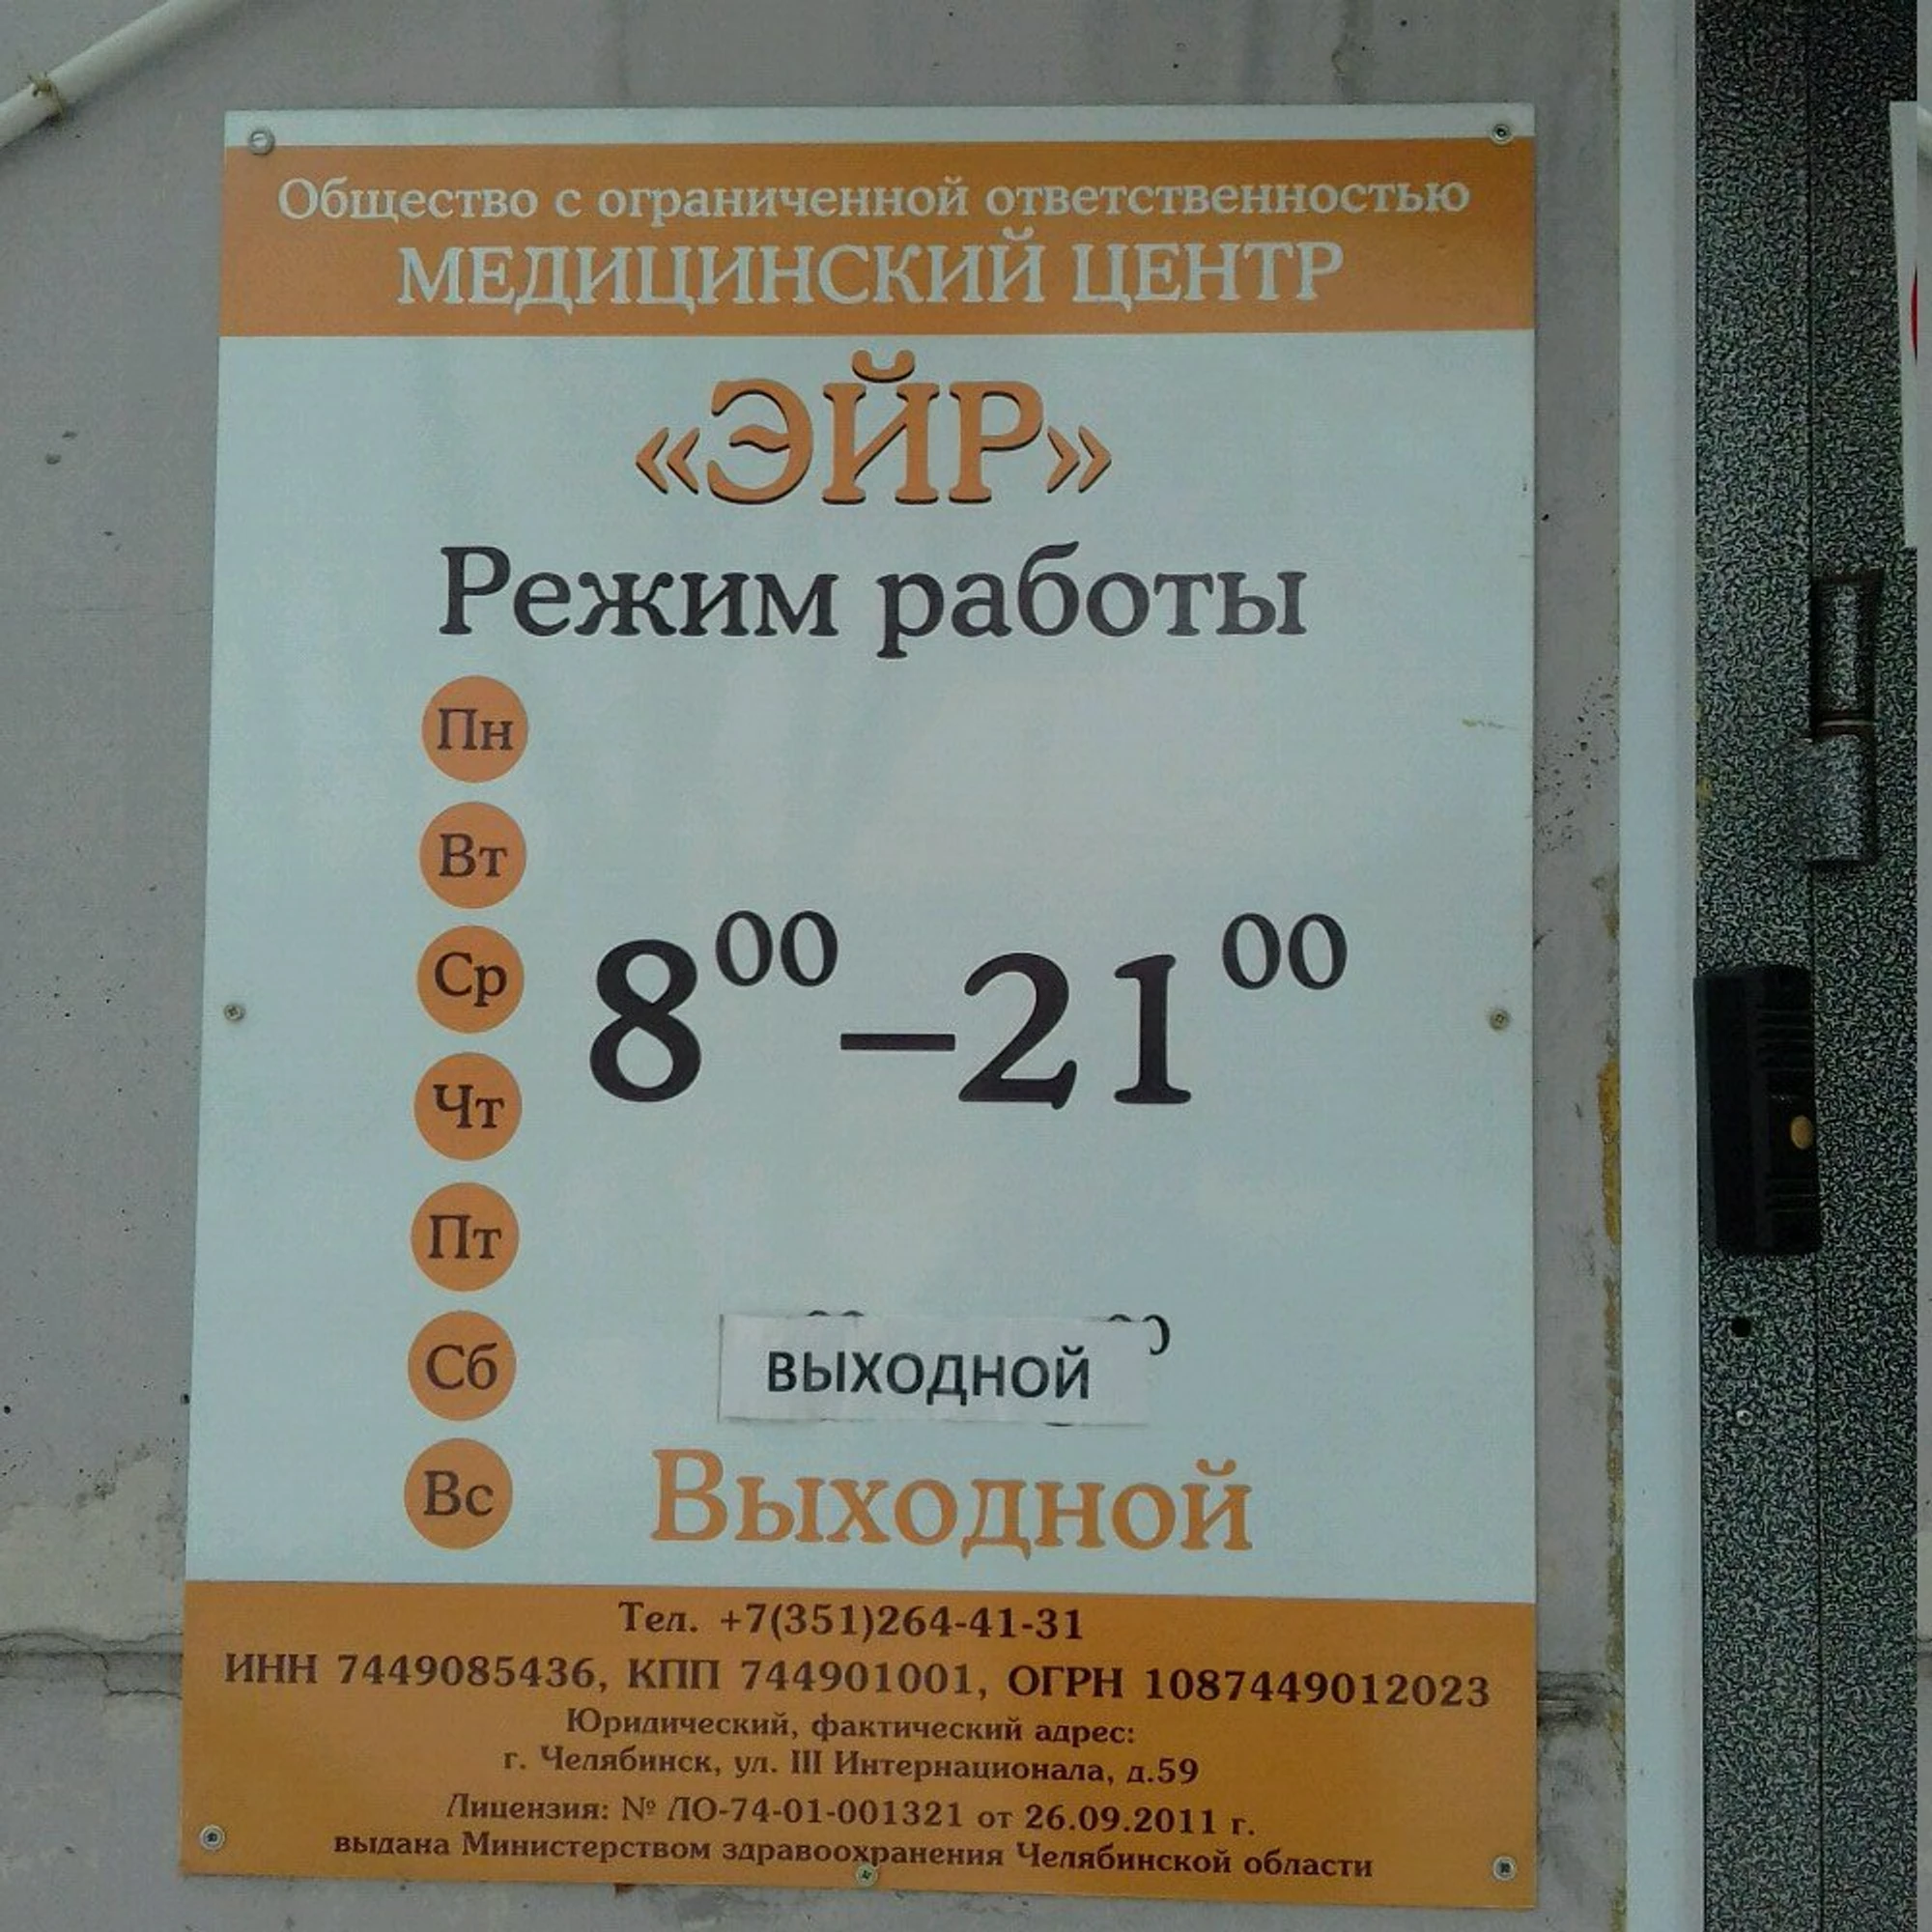 Общество с ограниченной ответственностью
МЕДИЦИНСКИЙ ЦЕНТР
«ЭЙР»
Режим работы
Пн
Вт
Ср
8⁰⁰–21⁰⁰
Чт
Пт
Сб
ВЫХОДНОЙ
Вс
Выходной
Тел. +7(351)264-41-31
ИНН 7449085436, КПП 744901001, ОГРН 1087449012023
Юридический, фактический адрес:
г. Челябинск, ул. III Интернационала, д.59
Лицензия: № ЛО-74-01-001321 от 26.09.2011 г.
выдана Министерством здравоохранения Челябинской области